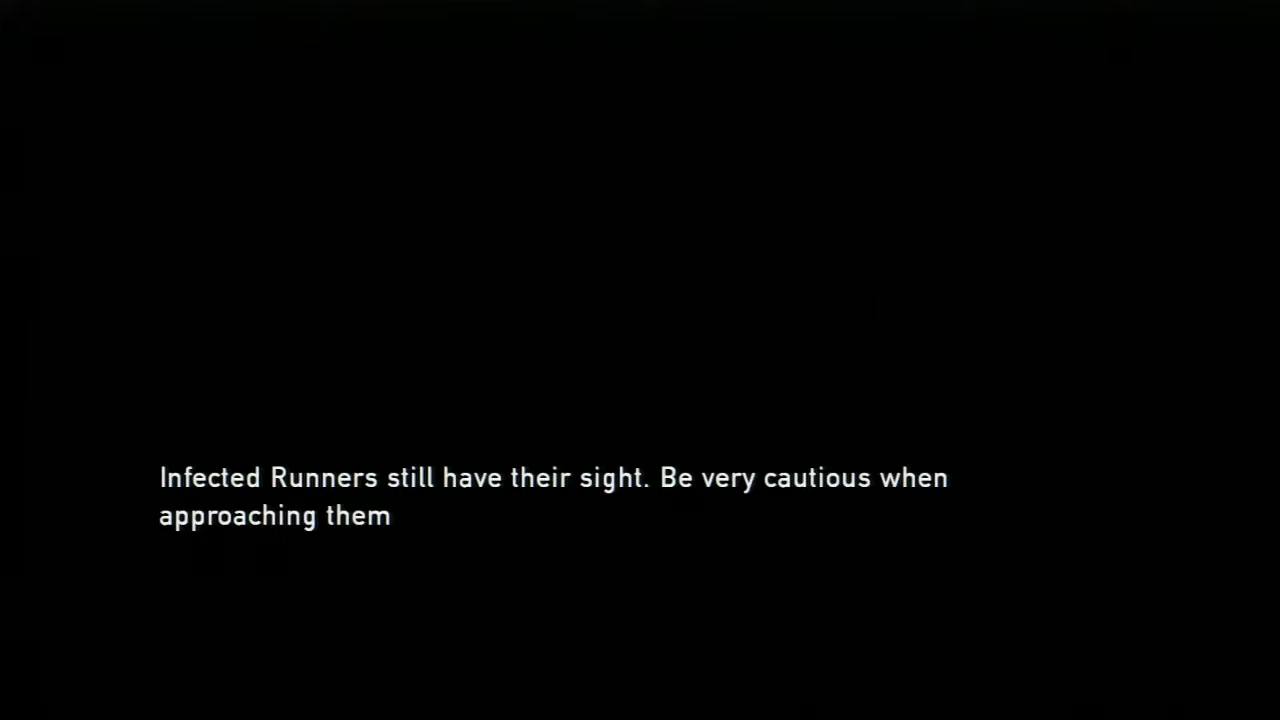 Infected Runners still have their sight. Be very cautious when
approaching them